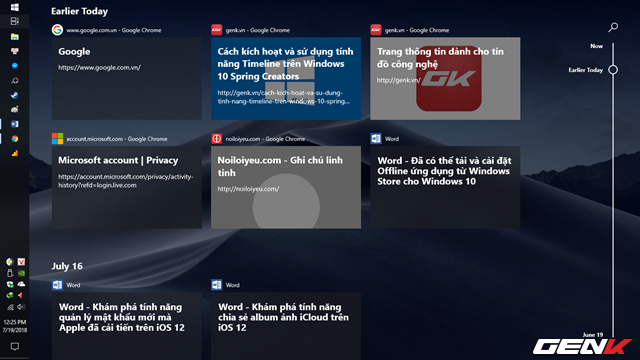 Earlier Today
www.google.com.vn - Google Chrome
genk.vn - Google Chrome
genk.vn - Google Chrome
Google
https://www.google.com.vn/
Cách kích hoạt và sử dụng tính
năng Timeline trên Windows
10 Spring Creators
http://genk.vn/cach-kich-hoat-va-su-dung-
tinh-nang-timeline-tren-windows-10-spring...
Trang thông tin dành cho tín
đồ công nghệ
http://genk.vn/
GK
Now
Earlier Today
account.microsoft.com - Google Chrome
noiloiyeu.com - Google Chrome
Word
Microsoft account | Privacy
https://account.microsoft.com/privacy/activity-
history?refd=login.live.com
Noiloiyeu.com - Ghi chú linh
tinh
http://noiloiyeu.com/
Word - Đã có thể tải và cài đặt
Offline ứng dụng từ Windows
Store cho Windows 10
July 16
Word
Word
Word - Khám phá tính năng
quản lý mật khẩu mới mà
Apple đã cải tiến trên iOS 12
Word - Khám phá tính năng
chia sẻ album ảnh iCloud trên
iOS 12
12:25 PM
7/19/2018
June 19
GENK